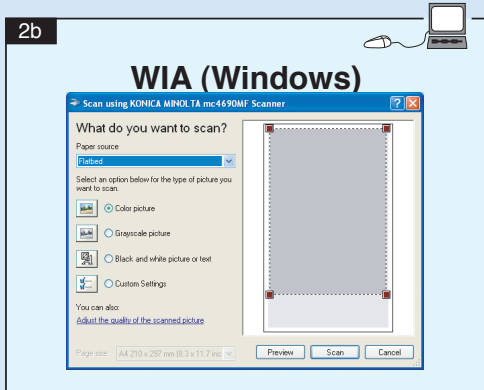 2b
WIA (Windows)
Scan using KONICA MINOLTA mc4690MF Scanner
What do you want to scan?
Paper source
Flatbed
Select an option below for the type of picture you
want to scan.
Color picture
Grayscale picture
Black and white picture or text
Custom Settings
You can also:
Adjust the quality of the scanned picture
Page size: A4 210 x 297 mm (8.3 x 11.7 inc
Preview Scan Cancel